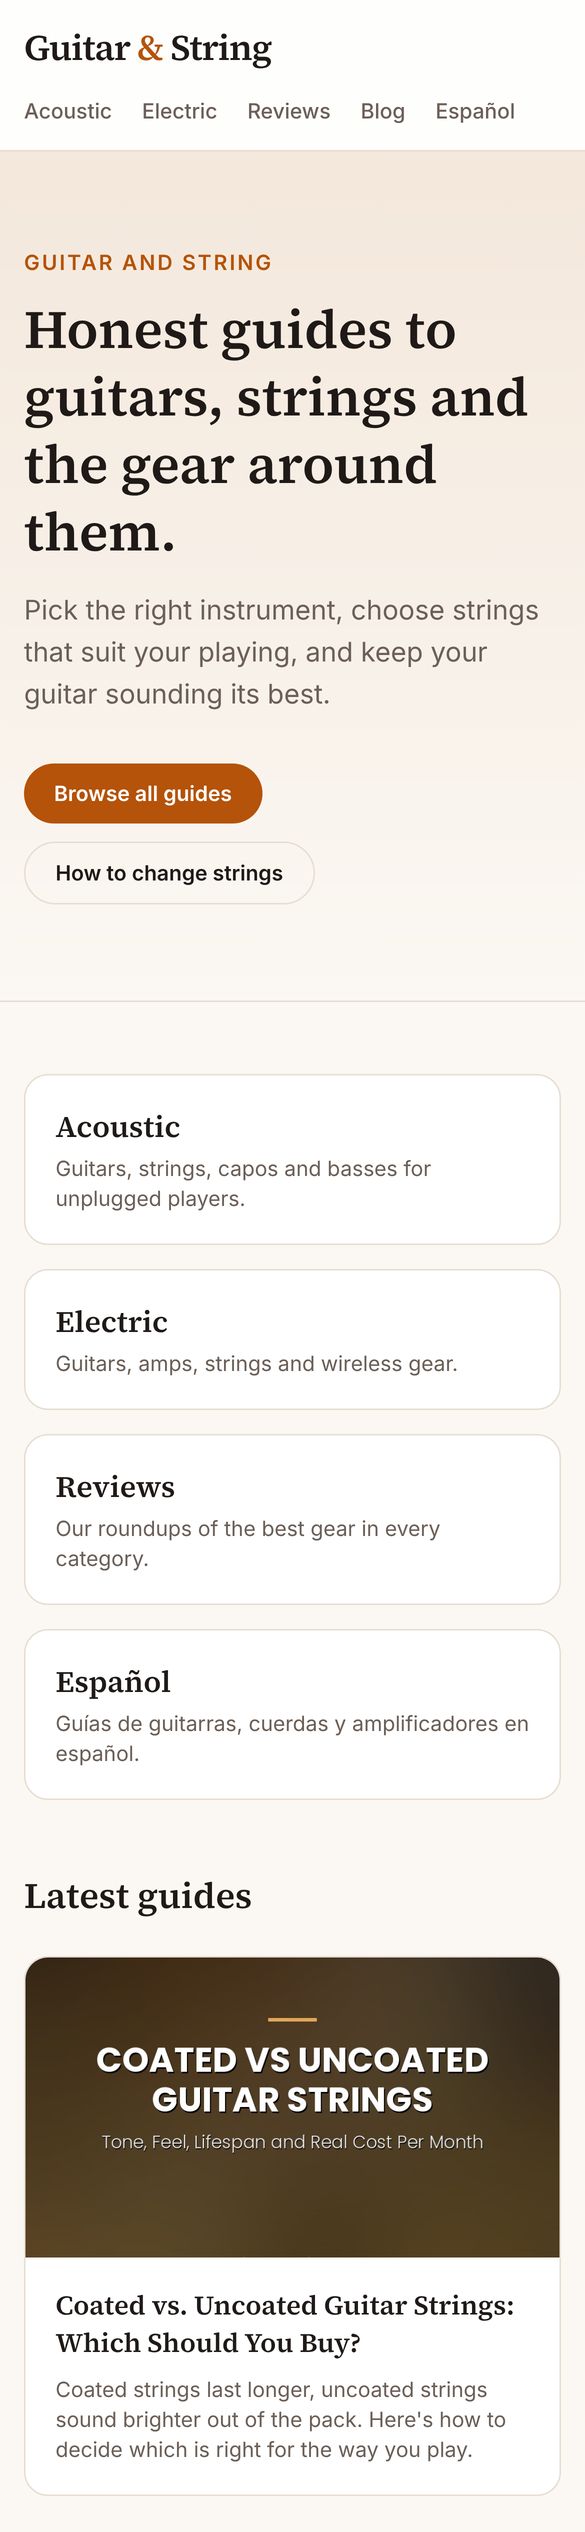 Guitar & String
Acoustic Electric Reviews Blog Español
GUITAR AND STRING
Honest guides to
guitars, strings and
the gear around
them.
Pick the right instrument, choose strings
that suit your playing, and keep your
guitar sounding its best.
Browse all guides
How to change strings
Acoustic
Guitars, strings, capos and basses for
unplugged players.
Electric
Guitars, amps, strings and wireless gear.
Reviews
Our roundups of the best gear in every
category.
Español
Guías de guitarras, cuerdas y amplificadores en
español.
Latest guides
COATED VS UNCOATED
GUITAR STRINGS
Tone, Feel, Lifespan and Real Cost Per Month
Coated vs. Uncoated Guitar Strings:
Which Should You Buy?
Coated strings last longer, uncoated strings
sound brighter out of the pack. Here's how to
decide which is right for the way you play.